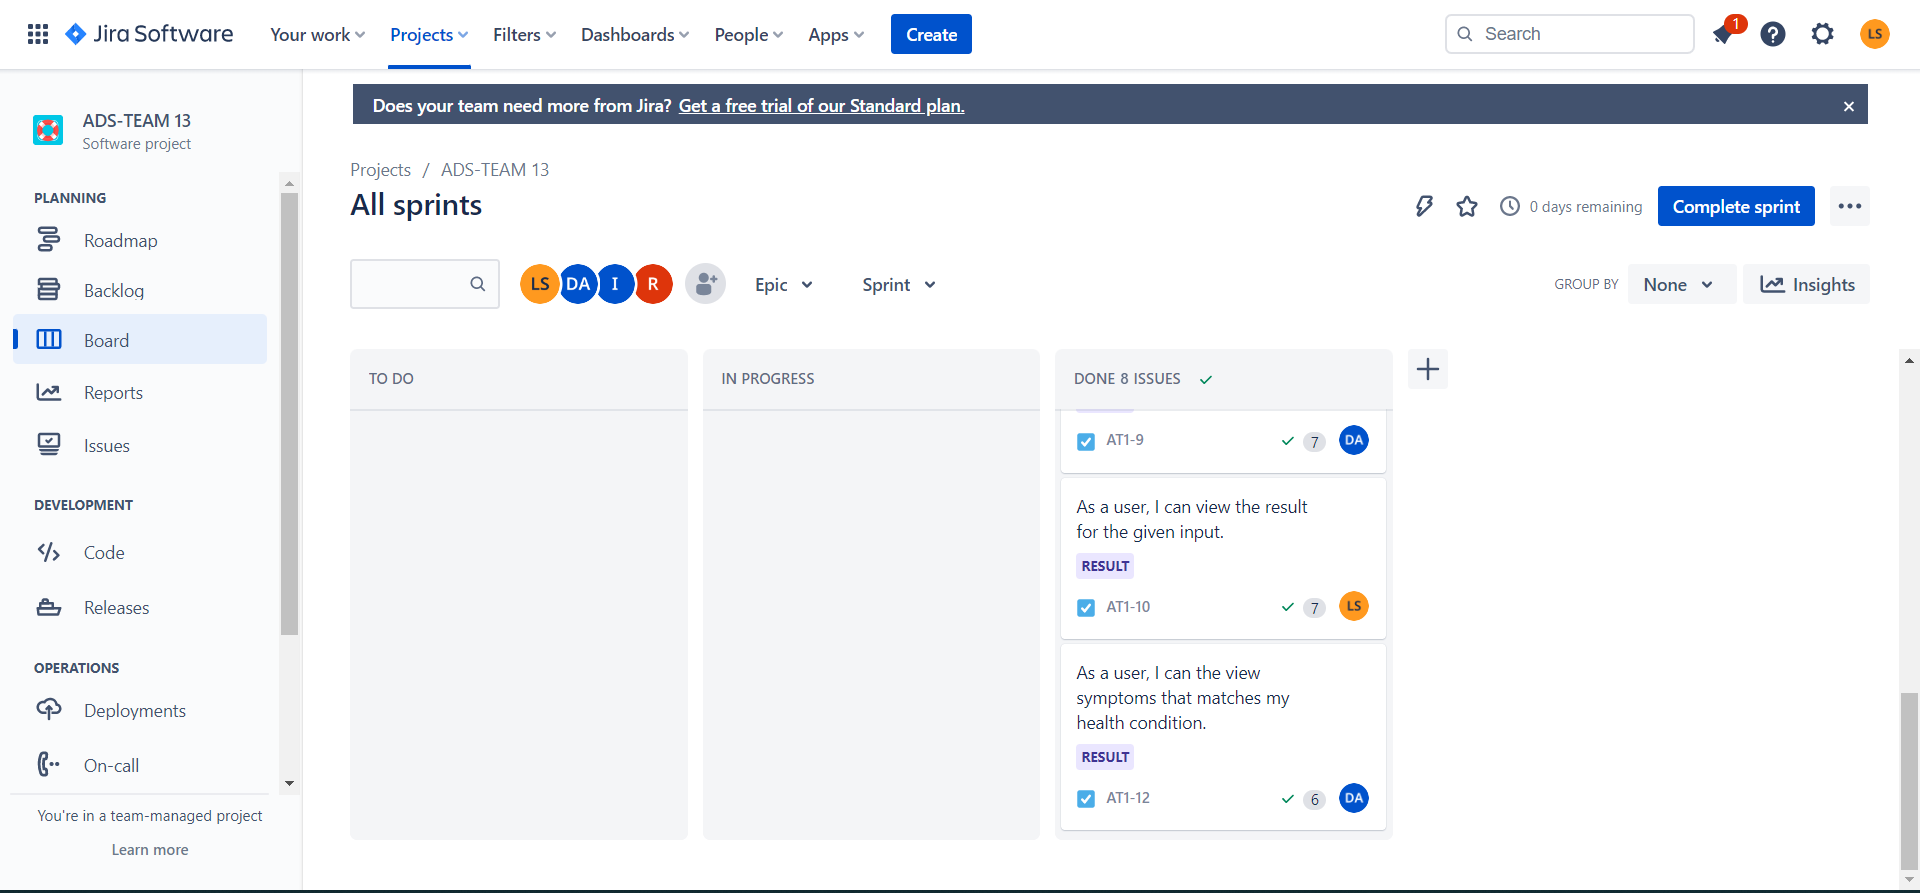 Jira Software
Your work
Projects
Filters
Dashboards
People
Apps
Create
Search
1
LS
Does your team need more from Jira? Get a free trial of our Standard plan.
ADS-TEAM 13
Software project
PLANNING
Roadmap
Backlog
Board
Reports
Issues
DEVELOPMENT
Code
Releases
OPERATIONS
Deployments
On-call
You're in a team-managed project
Learn more
Projects / ADS-TEAM 13
All sprints
0 days remaining
Complete sprint
LS DA I R
Epic
Sprint
GROUP BY
None
Insights
TO DO
IN PROGRESS
DONE 8 ISSUES
AT1-9
7
DA
As a user, I can view the result
for the given input.
RESULT
AT1-10
7
LS
As a user, I can the view
symptoms that matches my
health condition.
RESULT
AT1-12
6
DA